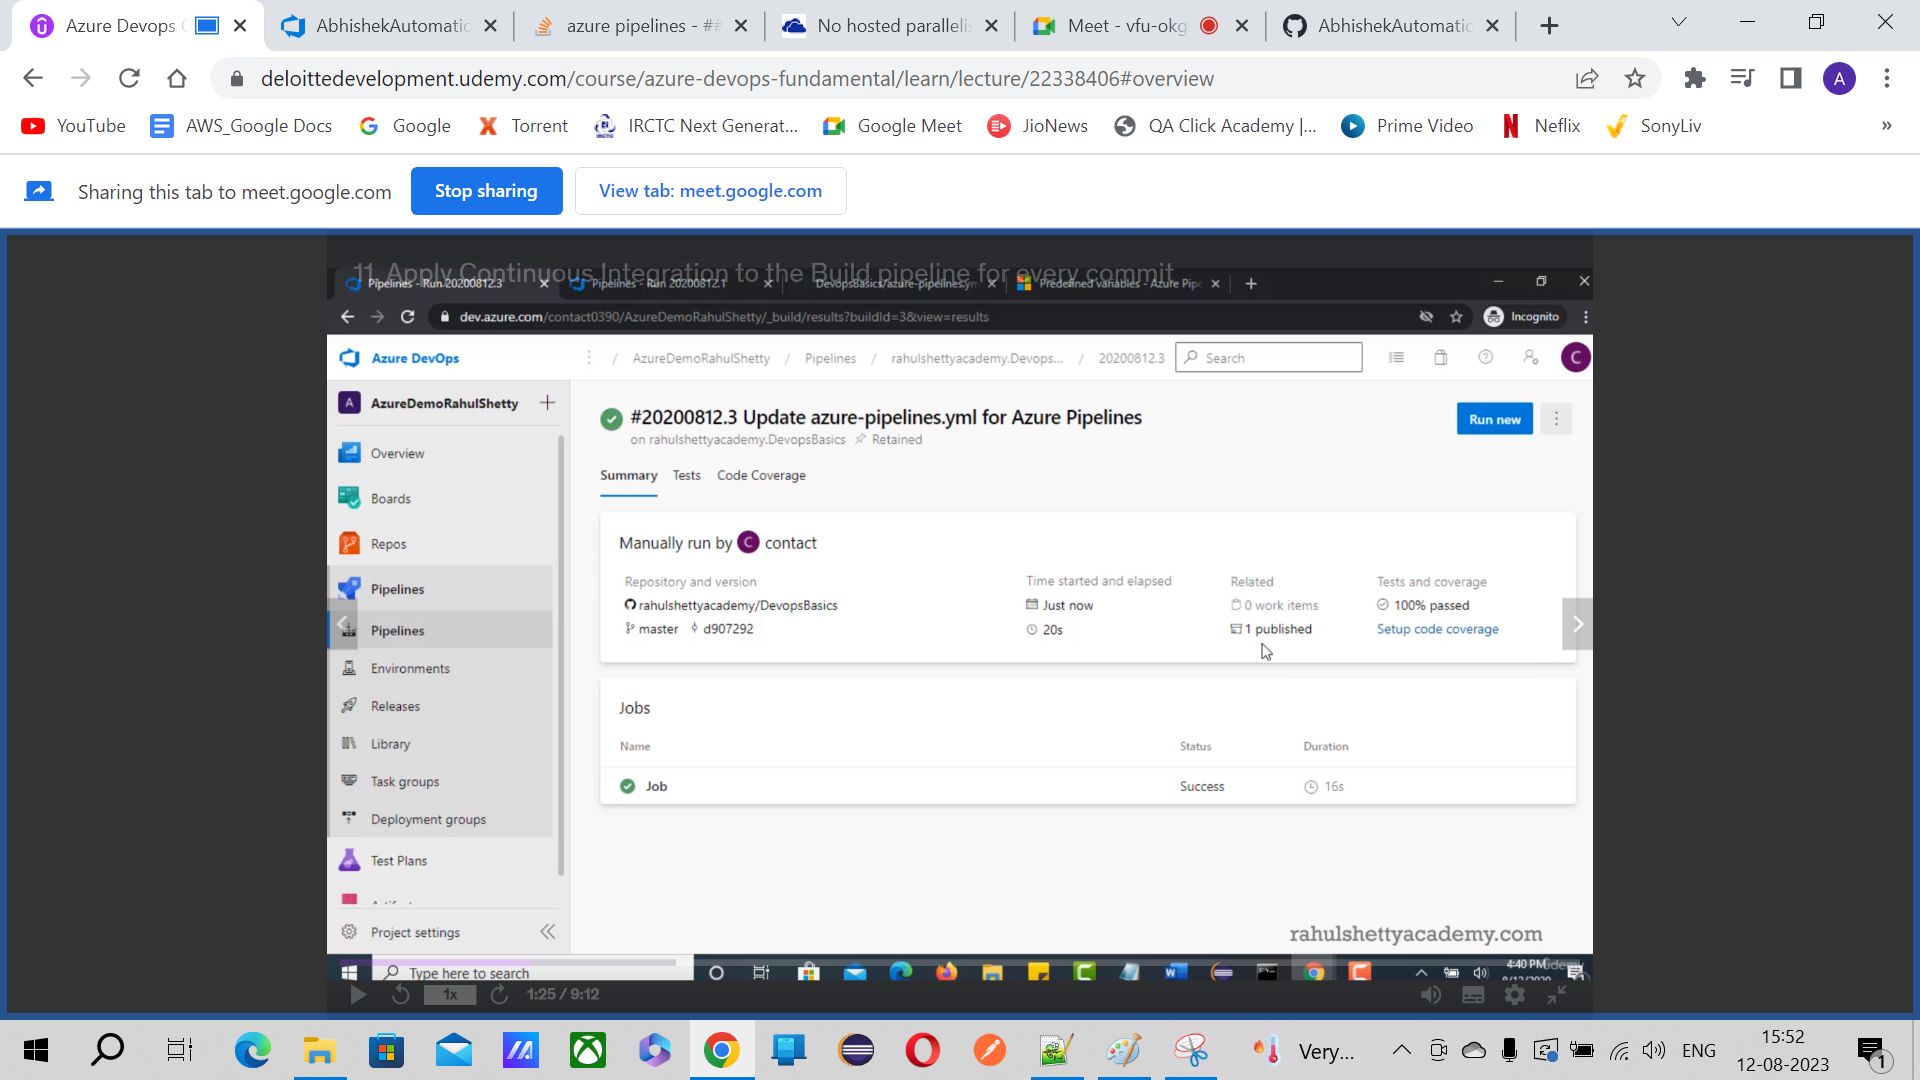 Azure Devops
AbhishekAutomatic
azure pipelines - ##
No hosted parallelis
Meet - vfu-okg
AbhishekAutomatic
deloittedevelopment.udemy.com/course/azure-devops-fundamental/learn/lecture/22338406#overview
A
YouTube
AWS_Google Docs
Google
Torrent
IRCTC Next Generat...
Google Meet
JioNews
QA Click Academy |...
Prime Video
Neflix
SonyLiv
»
Sharing this tab to meet.google.com
Stop sharing
View tab: meet.google.com
11. Apply Continuous Integration to the Build pipeline for every commit
Pipelines - Run 20200812.3
Pipelines - Run 20200812.1
DevopsBasics/azure-pipelines.ym
Predefined variables - Azure Pipe
dev.azure.com/contact0390/AzureDemoRahulShetty/_build/results?buildId=3&view=results
Incognito
Azure DevOps
/ AzureDemoRahulShetty / Pipelines / rahulshettyacademy.Devops... / 20200812.3
Search
C
A AzureDemoRahulShetty
Overview
Boards
Repos
Pipelines
Pipelines
Environments
Releases
Library
Task groups
Deployment groups
Test Plans
Project settings
#20200812.3 Update azure-pipelines.yml for Azure Pipelines
on rahulshettyacademy.DevopsBasics Retained
Run new
Summary Tests Code Coverage
Manually run by C contact
Repository and version
rahulshettyacademy/DevopsBasics
master d907292
Time started and elapsed
Just now
20s
Related
0 work items
1 published
Tests and coverage
100% passed
Setup code coverage
Jobs
Name Status Duration
Job Success 16s
rahulshettyacademy.com
Type here to search
4:40 PM
1x
1:25 / 9:12
Very...
ENG
15:52
12-08-2023
1